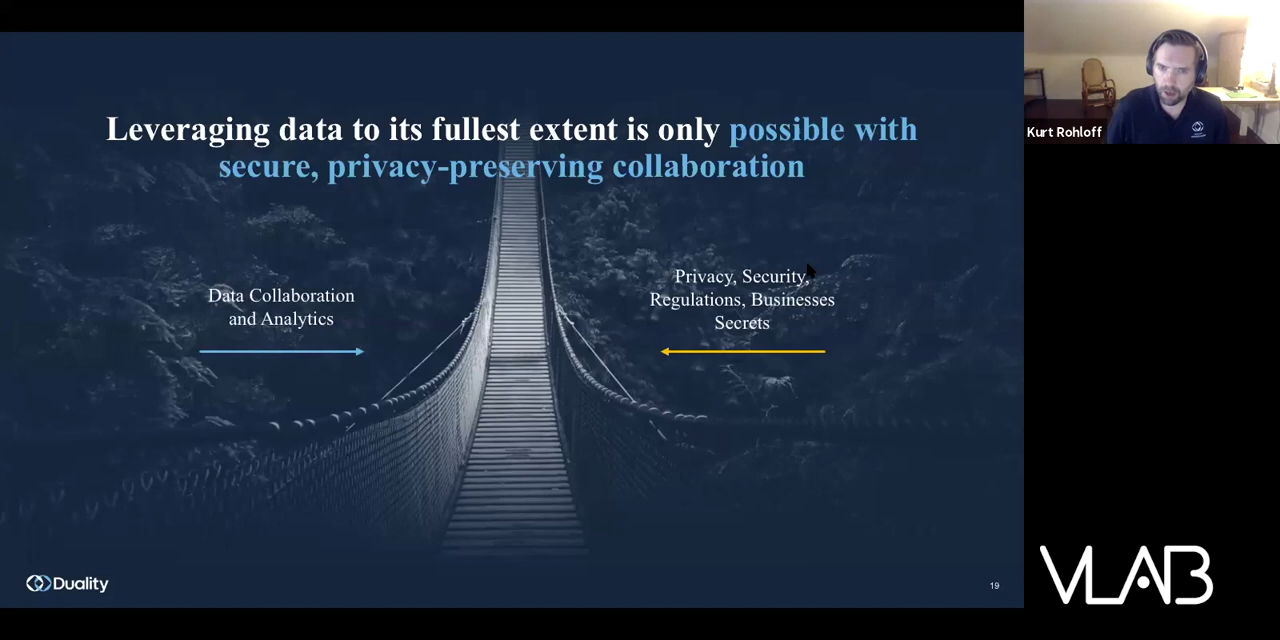 Leveraging data to its fullest extent is only possible with
secure, privacy-preserving collaboration
Data Collaboration
and Analytics
Privacy, Security,
Regulations, Businesses
Secrets
Duality
19
Kurt Rohloff
VLAB